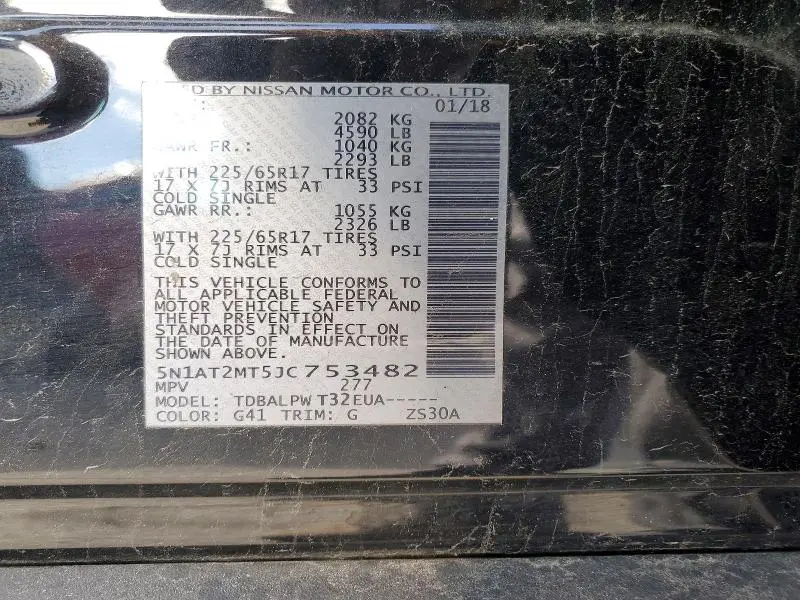 BY NISSAN MOTOR CO., LTD.
01/18
2082 KG
4590 LB
GAWR FR.: 1040 KG
2293 LB
WITH 225/65R17 TIRES
17 X 7J RIMS AT 33 PSI
COLD SINGLE
GAWR RR.: 1055 KG
2326 LB
WITH 225/65R17 TIRES
17 X 7J RIMS AT 33 PSI
COLD SINGLE
THIS VEHICLE CONFORMS TO
ALL APPLICABLE FEDERAL
MOTOR VEHICLE SAFETY AND
THEFT PREVENTION
STANDARDS IN EFFECT ON
THE DATE OF MANUFACTURE
SHOWN ABOVE.
5N1AT2MT5JC 753482
MPV 277
MODEL: TDBALPW T32EUA-----
COLOR: G41 TRIM: G ZS30A